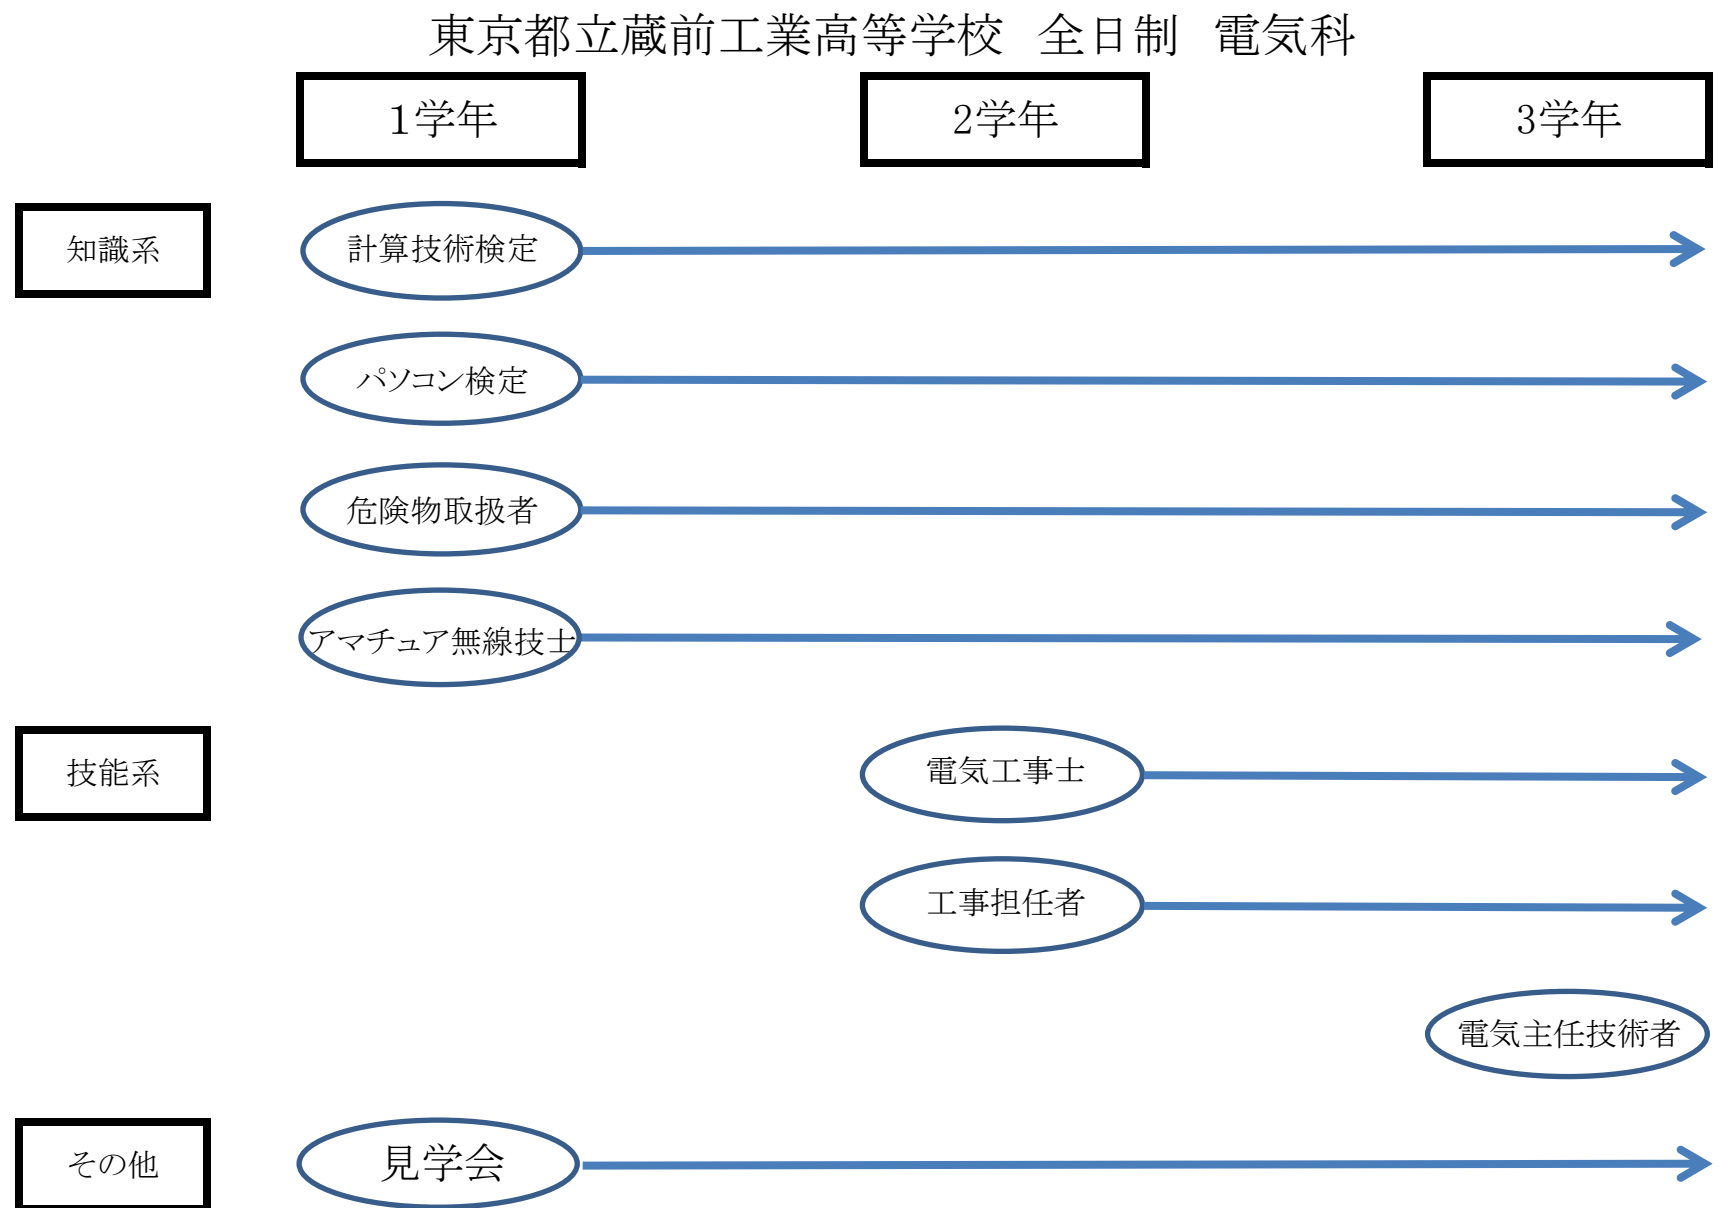 東京都立蔵前工業高等学校　全日制　電気科
１学年
2学年
3学年
知識系
計算技術検定
パソコン検定
危険物取扱者
アマチュア無線技士
技能系
電気工事士
工事担任者
電気主任技術者
その他
見学会